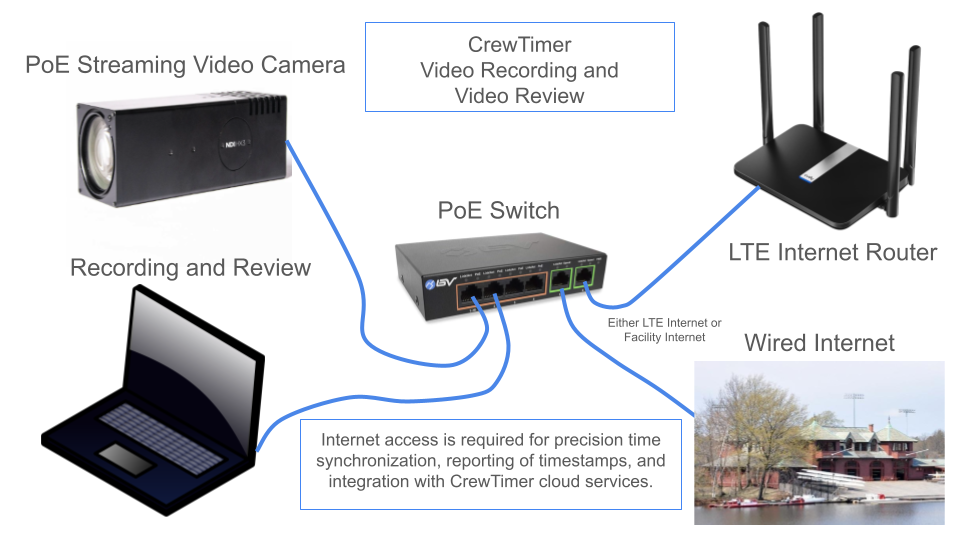 CrewTimer
Video Recording and
Video Review
PoE Streaming Video Camera
PoE Switch
LTE Internet Router
Recording and Review
BV
Either LTE Internet or
Facility Internet
Wired Internet
Internet access is required for precision time
synchronization, reporting of timestamps, and
integration with CrewTimer cloud services.